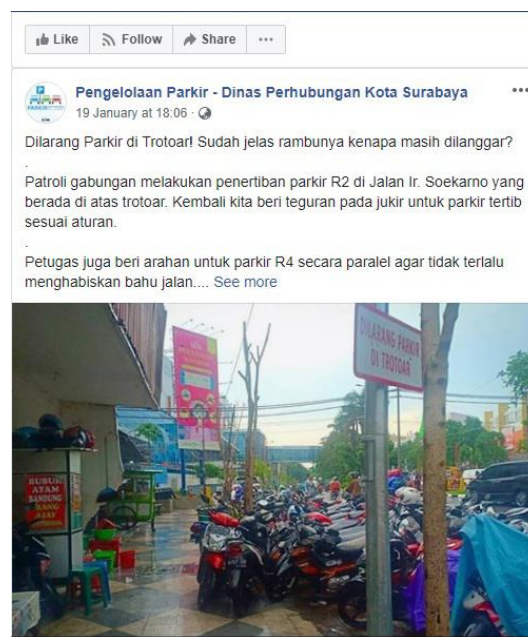 Like Follow Share ...
Pengelolaan Parkir - Dinas Perhubungan Kota Surabaya ...
19 January at 18:06 ·
Dilarang Parkir di Trotoar! Sudah jelas rambunya kenapa masih dilanggar?
.
Patroli gabungan melakukan penertiban parkir R2 di Jalan Ir. Soekarno yang
berada di atas trotoar. Kembali kita beri teguran pada jukir untuk parkir tertib
sesuai aturan.
.
Petugas juga beri arahan untuk parkir R4 secara paralel agar tidak terlalu
menghabiskan bahu jalan.... See more
DILARANG PARKIR
DI TROTOAR
BUBUR
AYAM
BANDUNG